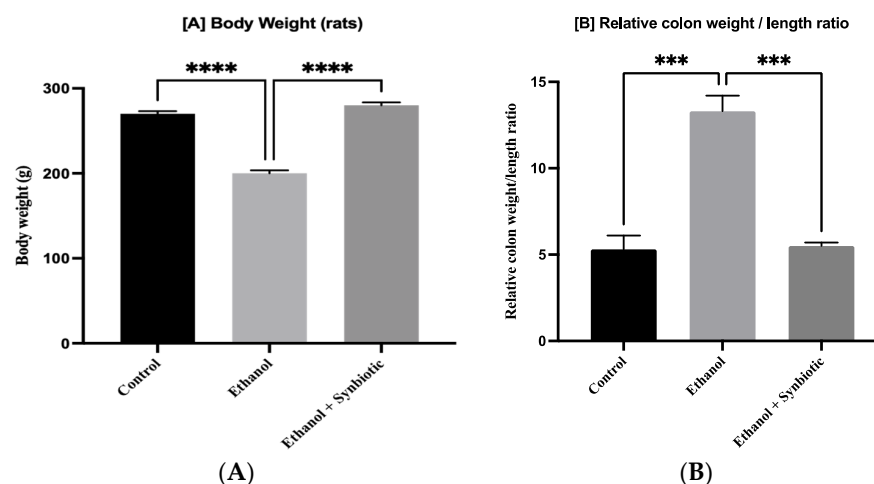 [A] Body Weight (rats)
**** ****
300
200
100
0
Body weight (g)
Control
Ethanol
Ethanol + Synbiotic
(A)
[B] Relative colon weight / length ratio
*** ***
15
10
5
0
Relative colon weight/length ratio
Control
Ethanol
Ethanol + Synbiotic
(B)